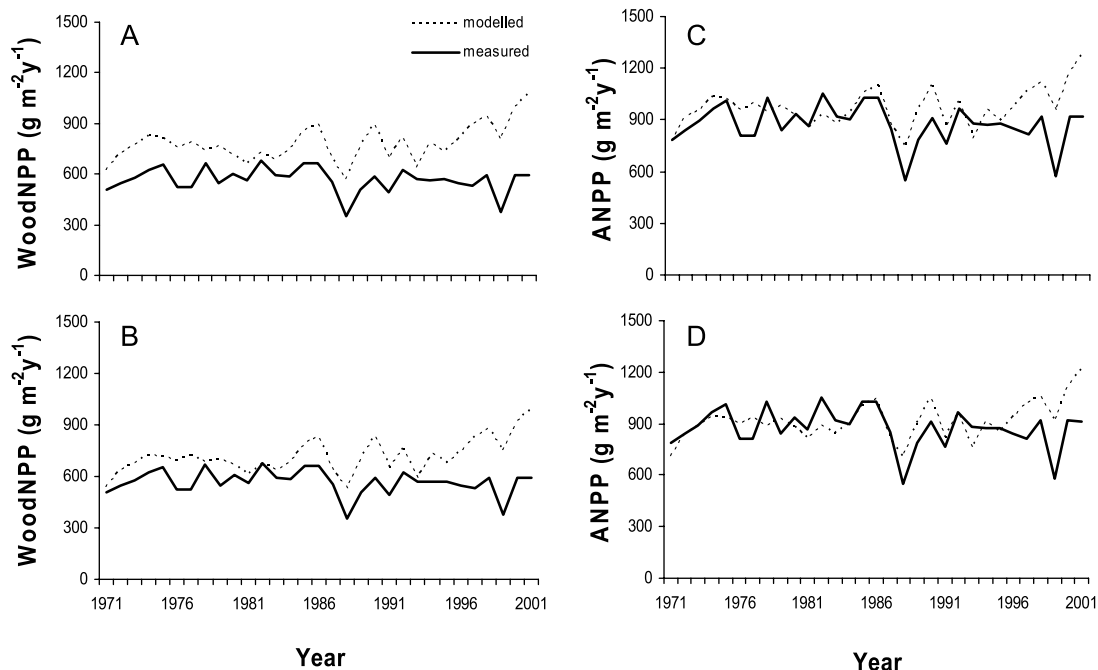 1500
1200
900
600
300
0
WoodNPP (g m⁻²y⁻¹)
A
modelled
measured
1500
1200
900
600
300
0
ANPP (g m⁻²y⁻¹)
C
1500
1200
900
600
300
0
WoodNPP (g m⁻²y⁻¹)
B
1971 1976 1981 1986 1991 1996 2001
Year
1500
1200
900
600
300
0
ANPP (g m⁻²y⁻¹)
D
1971 1976 1981 1986 1991 1996 2001
Year